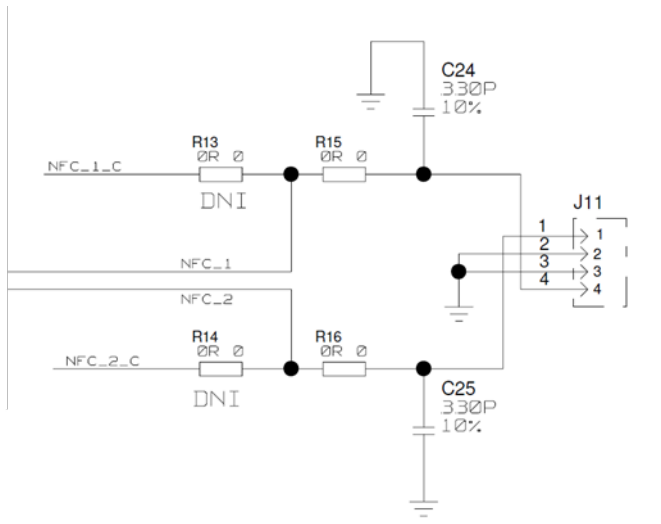 C24
330P
10%
R13
0R 0
DNI
R15
0R 0
NFC_1_C
J11
1
2
3
4
1
2
3
4
NFC_1
NFC_2
R14
0R 0
DNI
R16
0R 0
NFC_2_C
C25
330P
10%